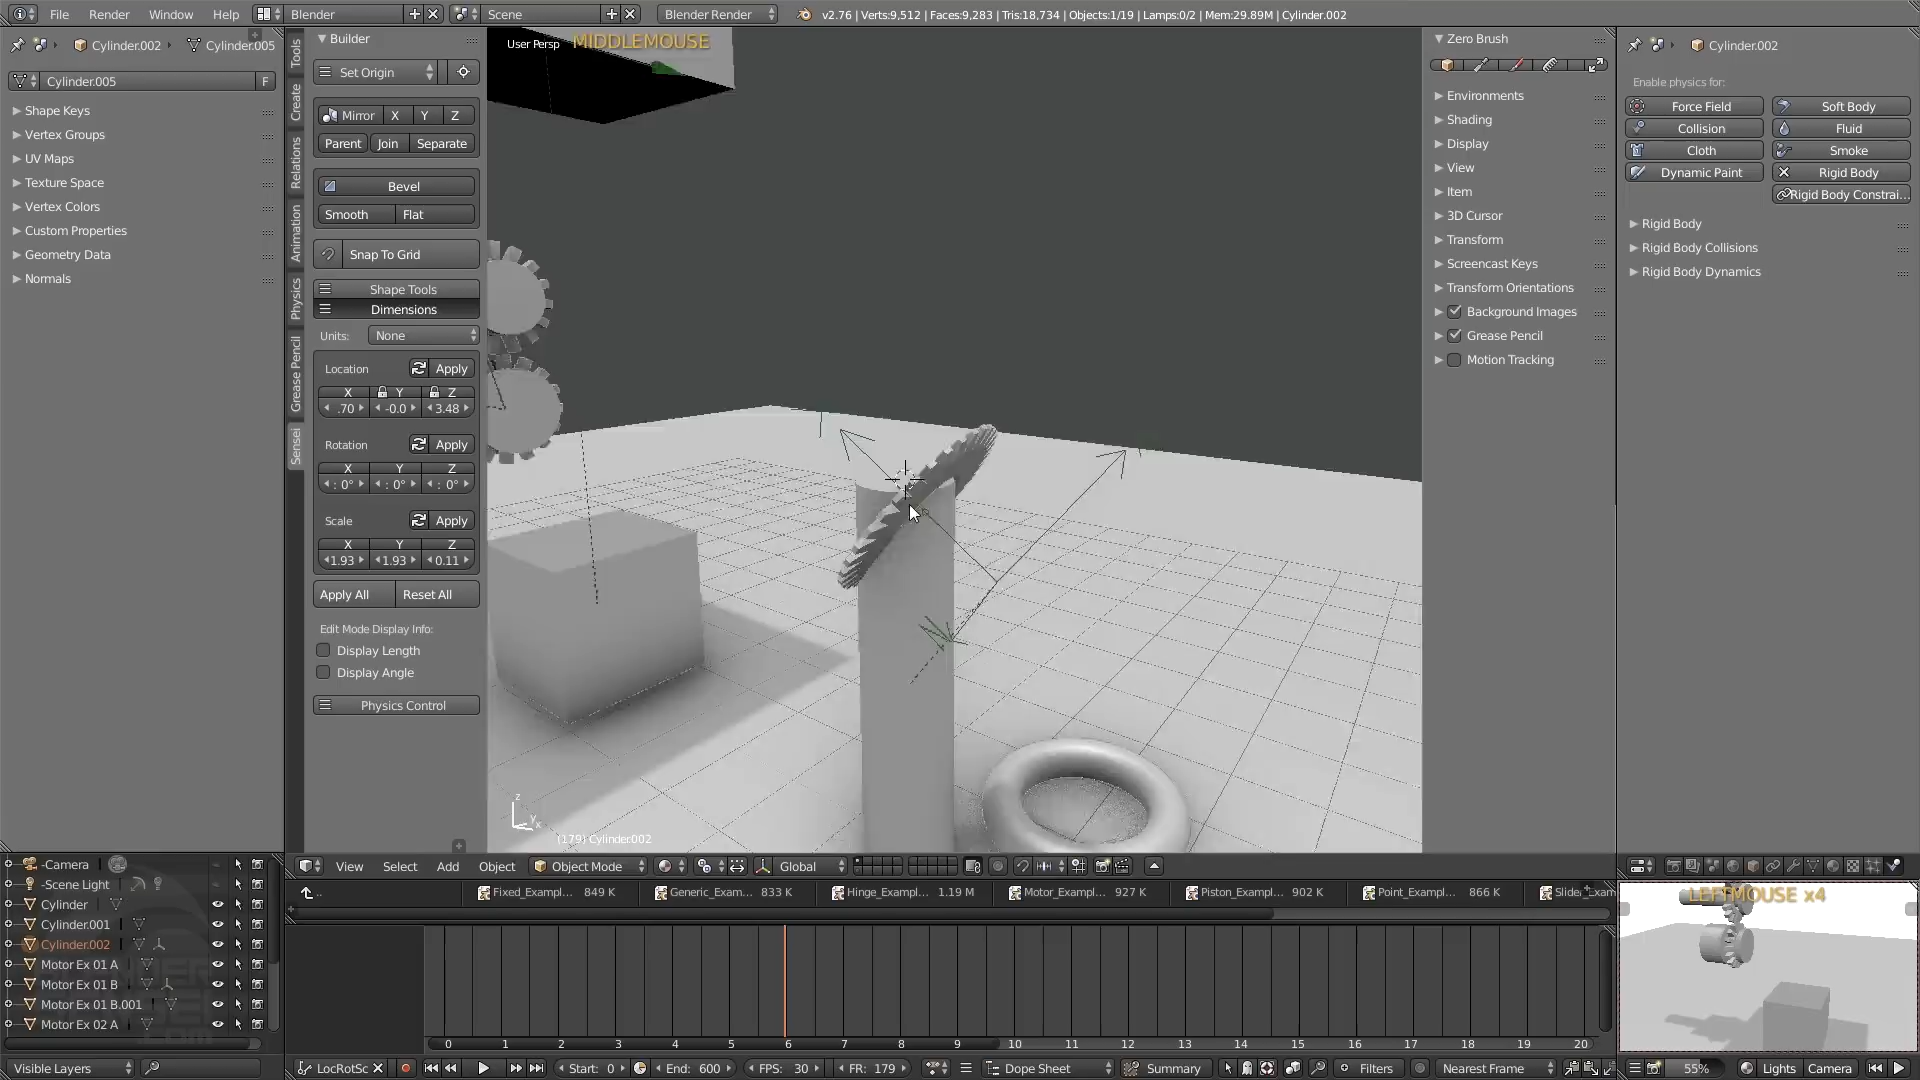 File Render Window Help Blender Scene Blender Render v2.76 | Verts:9,512 | Faces:9,283 | Tris:18,734 | Objects:1/19 | Lamps:0/2 | Mem:29.89M | Cylinder.002
Cylinder.002 Cylinder.005
Cylinder.005 F
Shape Keys
Vertex Groups
UV Maps
Texture Space
Vertex Colors
Custom Properties
Geometry Data
Normals
Tools
Create
Relations
Animation
Physics
Grease Pencil
Sensei
Builder
Set Origin
Mirror X Y Z
Parent Join Separate
Bevel
Smooth Flat
Snap To Grid
Shape Tools
Dimensions
Units: None
Location Apply
X Y Z
.70 -0.0 3.48
Rotation Apply
X Y Z
: 0° : 0° : 0°
Scale Apply
X Y Z
1.93 1.93 0.11
Apply All Reset All
Edit Mode Display Info:
Display Length
Display Angle
Physics Control
User Persp MIDDLEMOUSE
z
y
x
(179) Cylinder.002
Zero Brush
Environments
Shading
Display
View
Item
3D Cursor
Transform
Screencast Keys
Transform Orientations
Background Images
Grease Pencil
Motion Tracking
Cylinder.002
Enable physics for:
Force Field Soft Body
Collision Fluid
Cloth Smoke
Dynamic Paint Rigid Body
Rigid Body Constrai...
Rigid Body
Rigid Body Collisions
Rigid Body Dynamics
View Select Add Object Object Mode Global
-Camera
-Scene Light
Cylinder
Cylinder.001
Cylinder.002
Motor Ex 01 A
Motor Ex 01 B
Motor Ex 01 B.001
Motor Ex 02 A
Visible Layers
.. Fixed_Exampl... 849 K Generic_Exam... 833 K Hinge_Exampl... 1.19 M Motor_Exampl... 927 K Piston_Exampl... 902 K Point_Exampl... 866 K
0 1 2 3 4 5 6 7 8 9 10 11 12 13 14 15 16 17 18 19 20
LocRotSc Start: 0 End: 600 FPS: 30 FR: 179 Dope Sheet Summary Filters Nearest Frame
LEFTMOUSE x4
55% Lights Camera